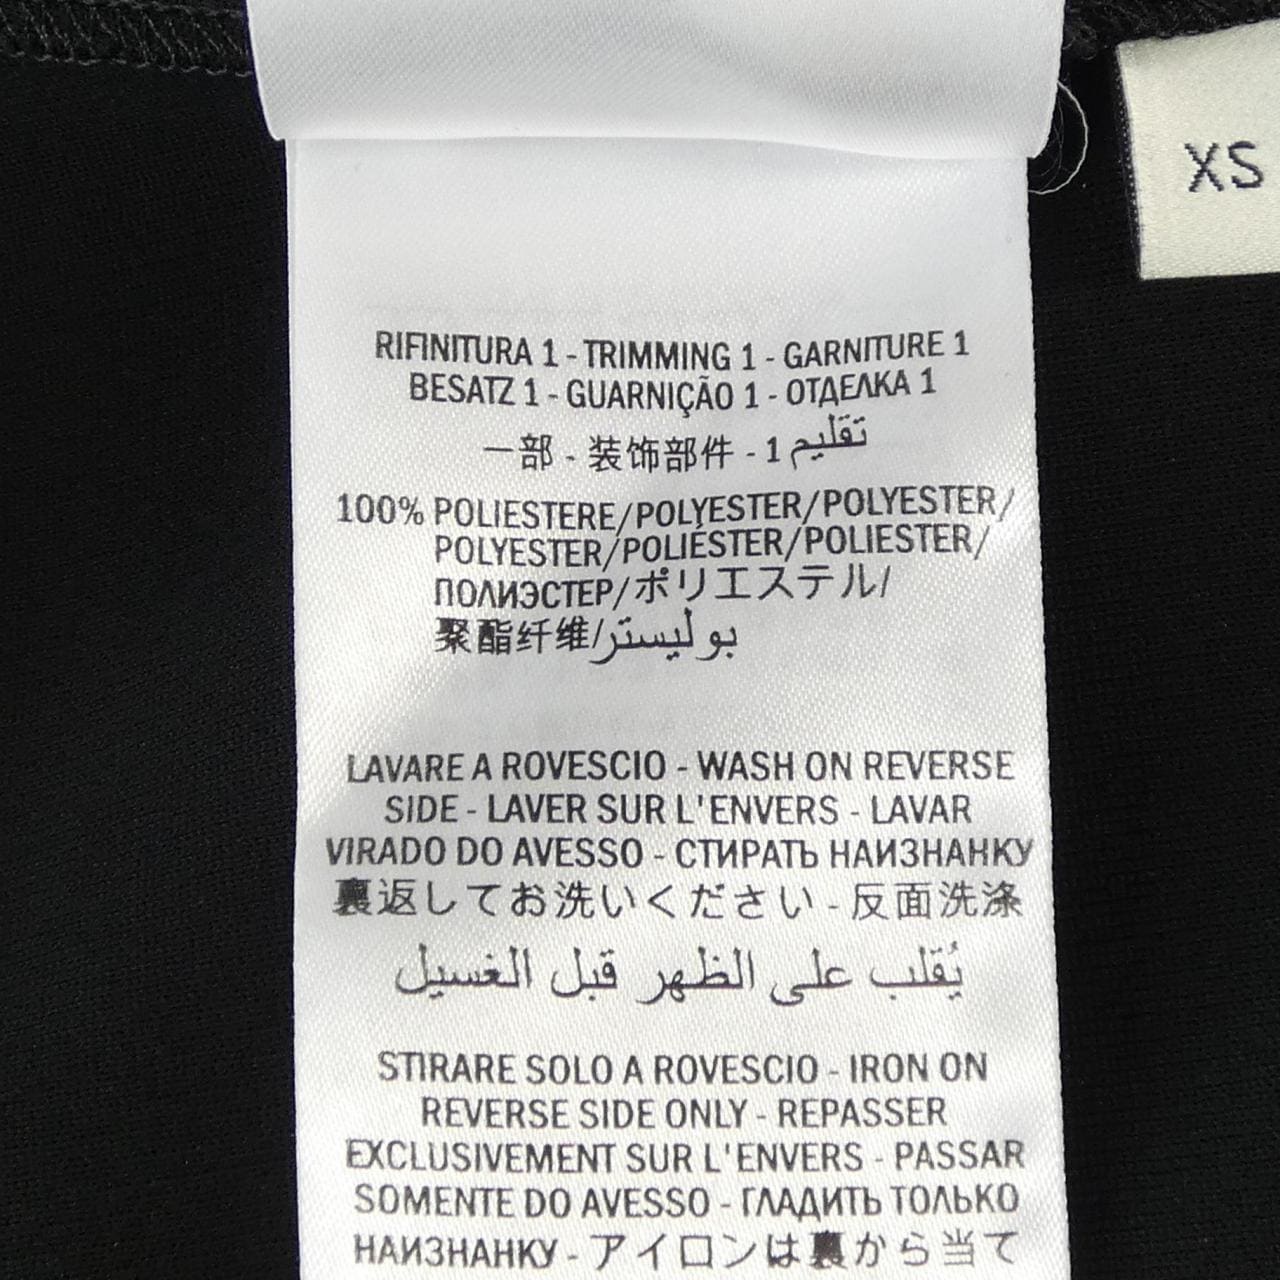 XS
RIFINITURA 1 - TRIMMING 1 - GARNITURE 1
BESATZ 1 - GUARNIÇÃO 1 - ОТДЕЛКА 1
一部 - 装饰部件 - 1 تقليم
100% POLIESTERE/POLYESTER/POLYESTER/
POLYESTER/POLIÉSTER/POLIESTER/
ПОЛИЭСТЕР/ポリエステル/
聚酯纤维/بوليستر
LAVARE A ROVESCIO - WASH ON REVERSE
SIDE - LAVER SUR L'ENVERS - LAVAR
VIRADO DO AVESSO - СТИРАТЬ НАИЗНАНКУ
裏返してお洗いください - 反面洗涤
يُقلب على الظهر قبل الغسيل
STIRARE SOLO A ROVESCIO - IRON ON
REVERSE SIDE ONLY - REPASSER
EXCLUSIVEMENT SUR L'ENVERS - PASSAR
SOMENTE DO AVESSO - ГЛАДИТЬ ТОЛЬКО
НАИЗНАНКУ - アイロンは裏から当て